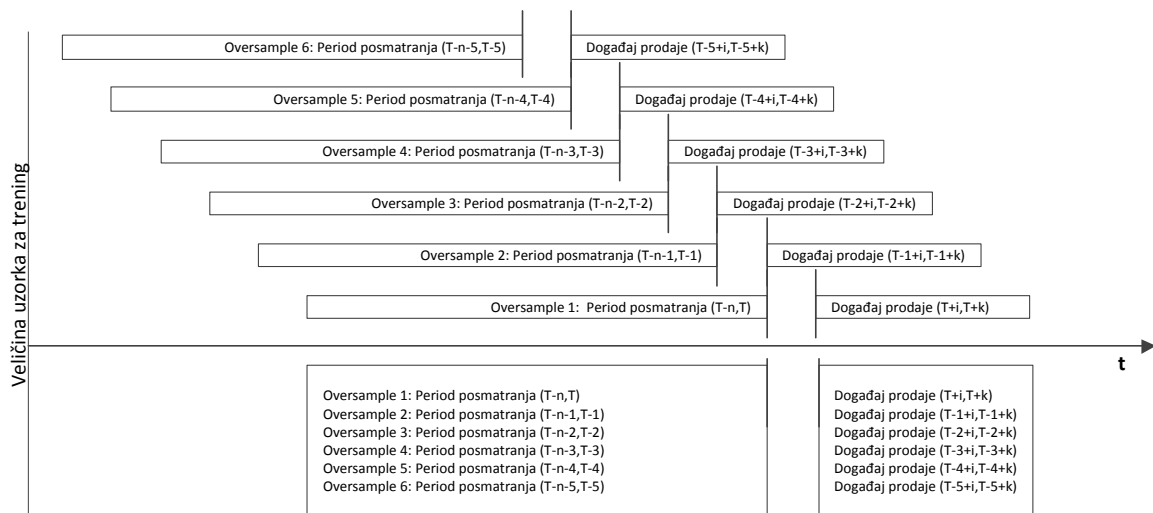 Oversample 6: Period posmatranja (T-n-5,T-5)
Događaj prodaje (T-5+i,T-5+k)
Oversample 5: Period posmatranja (T-n-4,T-4)
Događaj prodaje (T-4+i,T-4+k)
Oversample 4: Period posmatranja (T-n-3,T-3)
Događaj prodaje (T-3+i,T-3+k)
Oversample 3: Period posmatranja (T-n-2,T-2)
Događaj prodaje (T-2+i,T-2+k)
Oversample 2: Period posmatranja (T-n-1,T-1)
Događaj prodaje (T-1+i,T-1+k)
Oversample 1:  Period posmatranja (T-n,T)
Događaj prodaje (T+i,T+k)
Veličina uzorka za trening
t
Oversample 1: Period posmatranja (T-n,T)
Oversample 2: Period posmatranja (T-n-1,T-1)
Oversample 3: Period posmatranja (T-n-2,T-2)
Oversample 4: Period posmatranja (T-n-3,T-3)
Oversample 5: Period posmatranja (T-n-4,T-4)
Oversample 6: Period posmatranja (T-n-5,T-5)
Događaj prodaje (T+i,T+k)
Događaj prodaje (T-1+i,T-1+k)
Događaj prodaje (T-2+i,T-2+k)
Događaj prodaje (T-3+i,T-3+k)
Događaj prodaje (T-4+i,T-4+k)
Događaj prodaje (T-5+i,T-5+k)